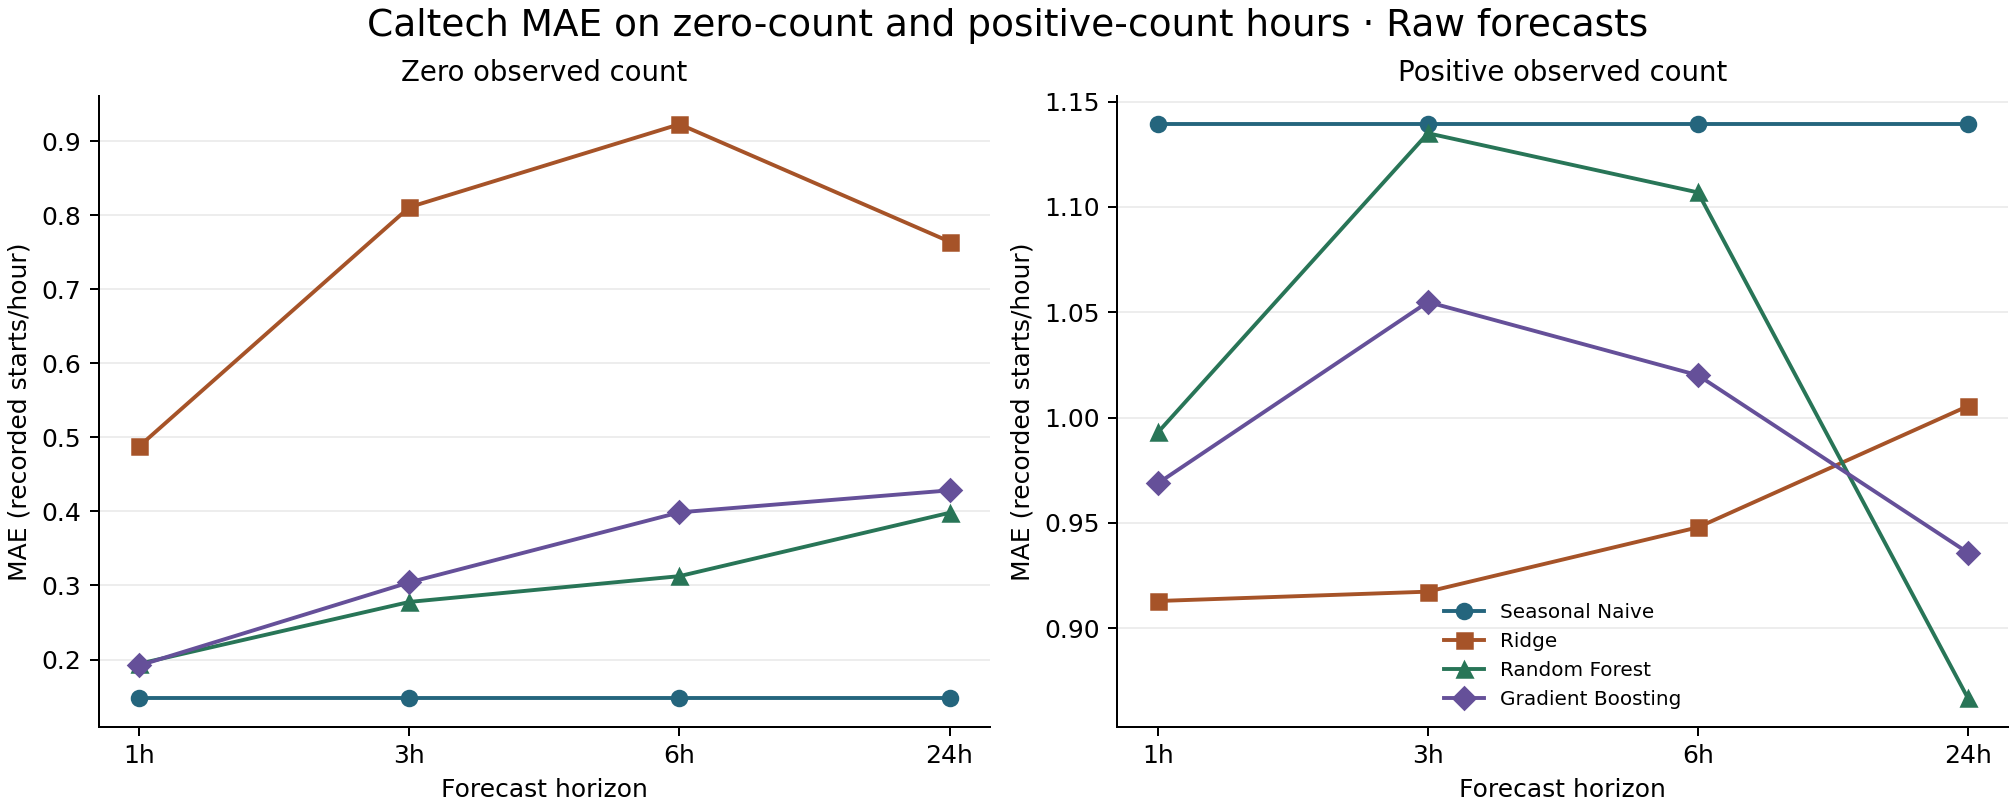 Caltech MAE on zero-count and positive-count hours · Raw forecasts
Zero observed count
MAE (recorded starts/hour)
0.9
0.8
0.7
0.6
0.5
0.4
0.3
0.2
1h 3h 6h 24h
Forecast horizon
Positive observed count
MAE (recorded starts/hour)
1.15
1.10
1.05
1.00
0.95
0.90
Seasonal Naive
Ridge
Random Forest
Gradient Boosting
1h 3h 6h 24h
Forecast horizon